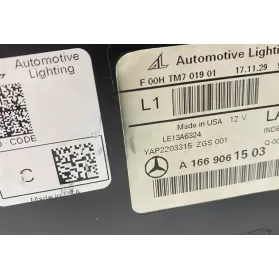 Automotive
Lighting
D CODE
C
AL Automotive Lighting
F 00H TM7 019 01 17.11.29
L1
Made in USA 12 V
LE13A6324
YAP2203315 ZGS 001
A 166 906 15 03